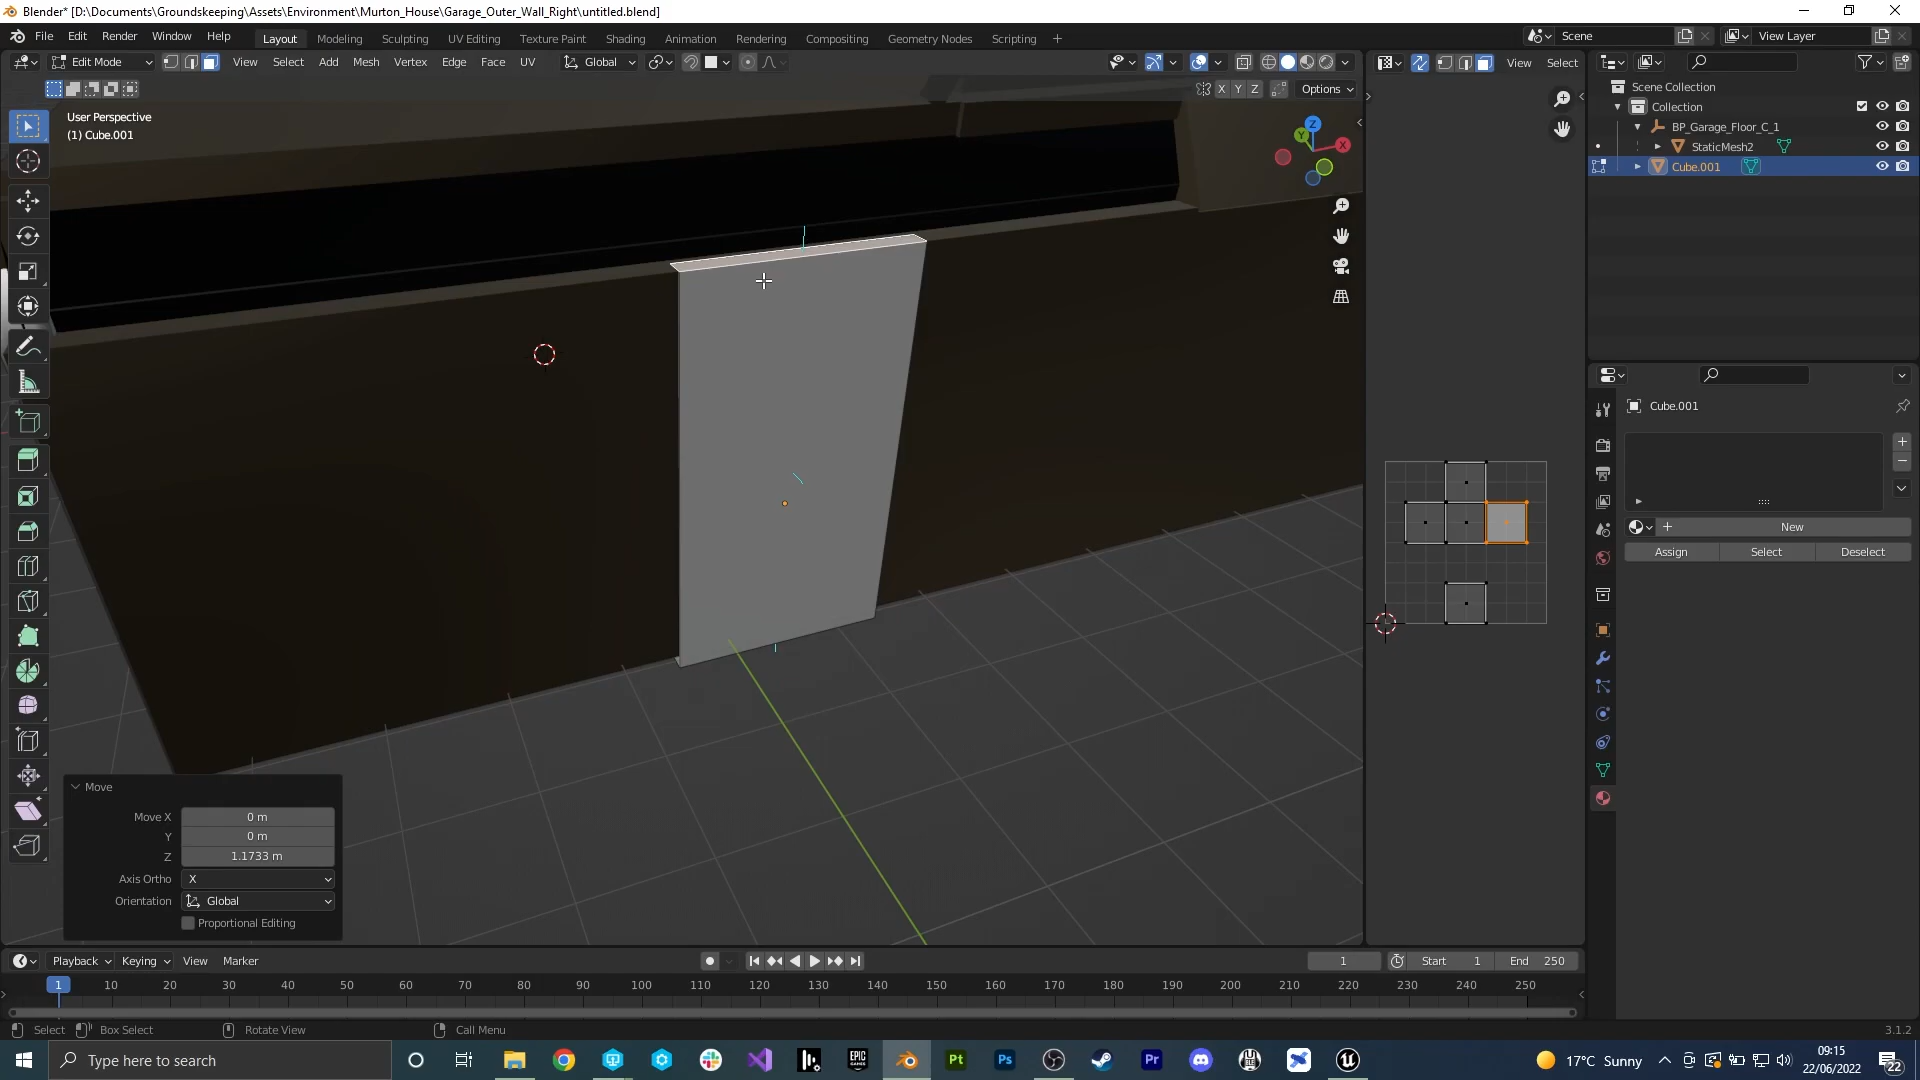 Blender* [D:\Documents\Groundskeeping\Assets\Environment\Murton_House\Garage_Outer_Wall_Right\untitled.blend]
File Edit Render Window Help Layout Modeling Sculpting UV Editing Texture Paint Shading Animation Rendering Compositing Geometry Nodes Scripting + Scene View Layer
Edit Mode View Select Add Mesh Vertex Edge Face UV Global View Select
X Y Z Options
User Perspective
(1) Cube.001
Z
Y
X
Scene Collection
Collection
BP_Garage_Floor_C_1
StaticMesh2
Cube.001
Cube.001
New
Assign Select Deselect
Move
Move X 0 m
Y 0 m
Z 1.1733 m
Axis Ortho X
Orientation Global
Proportional Editing
Playback Keying View Marker 1 Start 1 End 250
1 10 20 30 40 50 60 70 80 90 100 110 120 130 140 150 160 170 180 190 200 210 220 230 240 250
Select Box Select Rotate View Call Menu 3.1.2
Type here to search Pt Ps Pr 17°C Sunny 09:15
22/06/2022
22